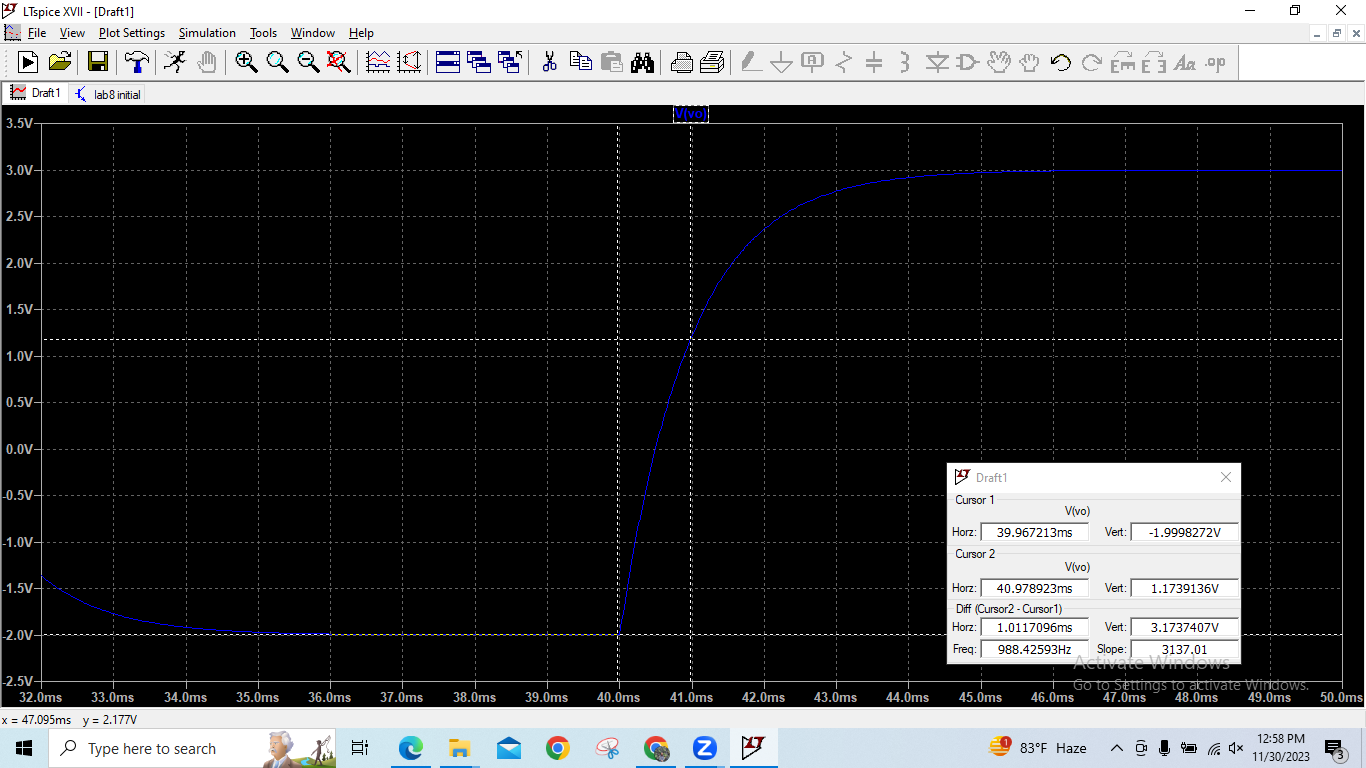 LTspice XVII - [Draft1]
File View Plot Settings Simulation Tools Window Help
Draft1 lab8 initial
V(vo)
3.5V
3.0V
2.5V
2.0V
1.5V
1.0V
0.5V
0.0V
-0.5V
-1.0V
-1.5V
-2.0V
-2.5V
32.0ms 33.0ms 34.0ms 35.0ms 36.0ms 37.0ms 38.0ms 39.0ms 40.0ms 41.0ms 42.0ms 43.0ms 44.0ms 45.0ms 46.0ms 47.0ms 48.0ms 49.0ms 50.0ms
Draft1
Cursor 1
V(vo)
Horz: 39.967213ms Vert: -1.9998272V
Cursor 2
V(vo)
Horz: 40.978923ms Vert: 1.1739136V
Diff (Cursor2 - Cursor1)
Horz: 1.0117096ms Vert: 3.1737407V
Freq: 988.42593Hz Slope: 3137.01
Activate Windows
Go to Settings to activate Windows.
x = 47.095ms y = 2.177V
Type here to search
83°F Haze
12:58 PM
11/30/2023